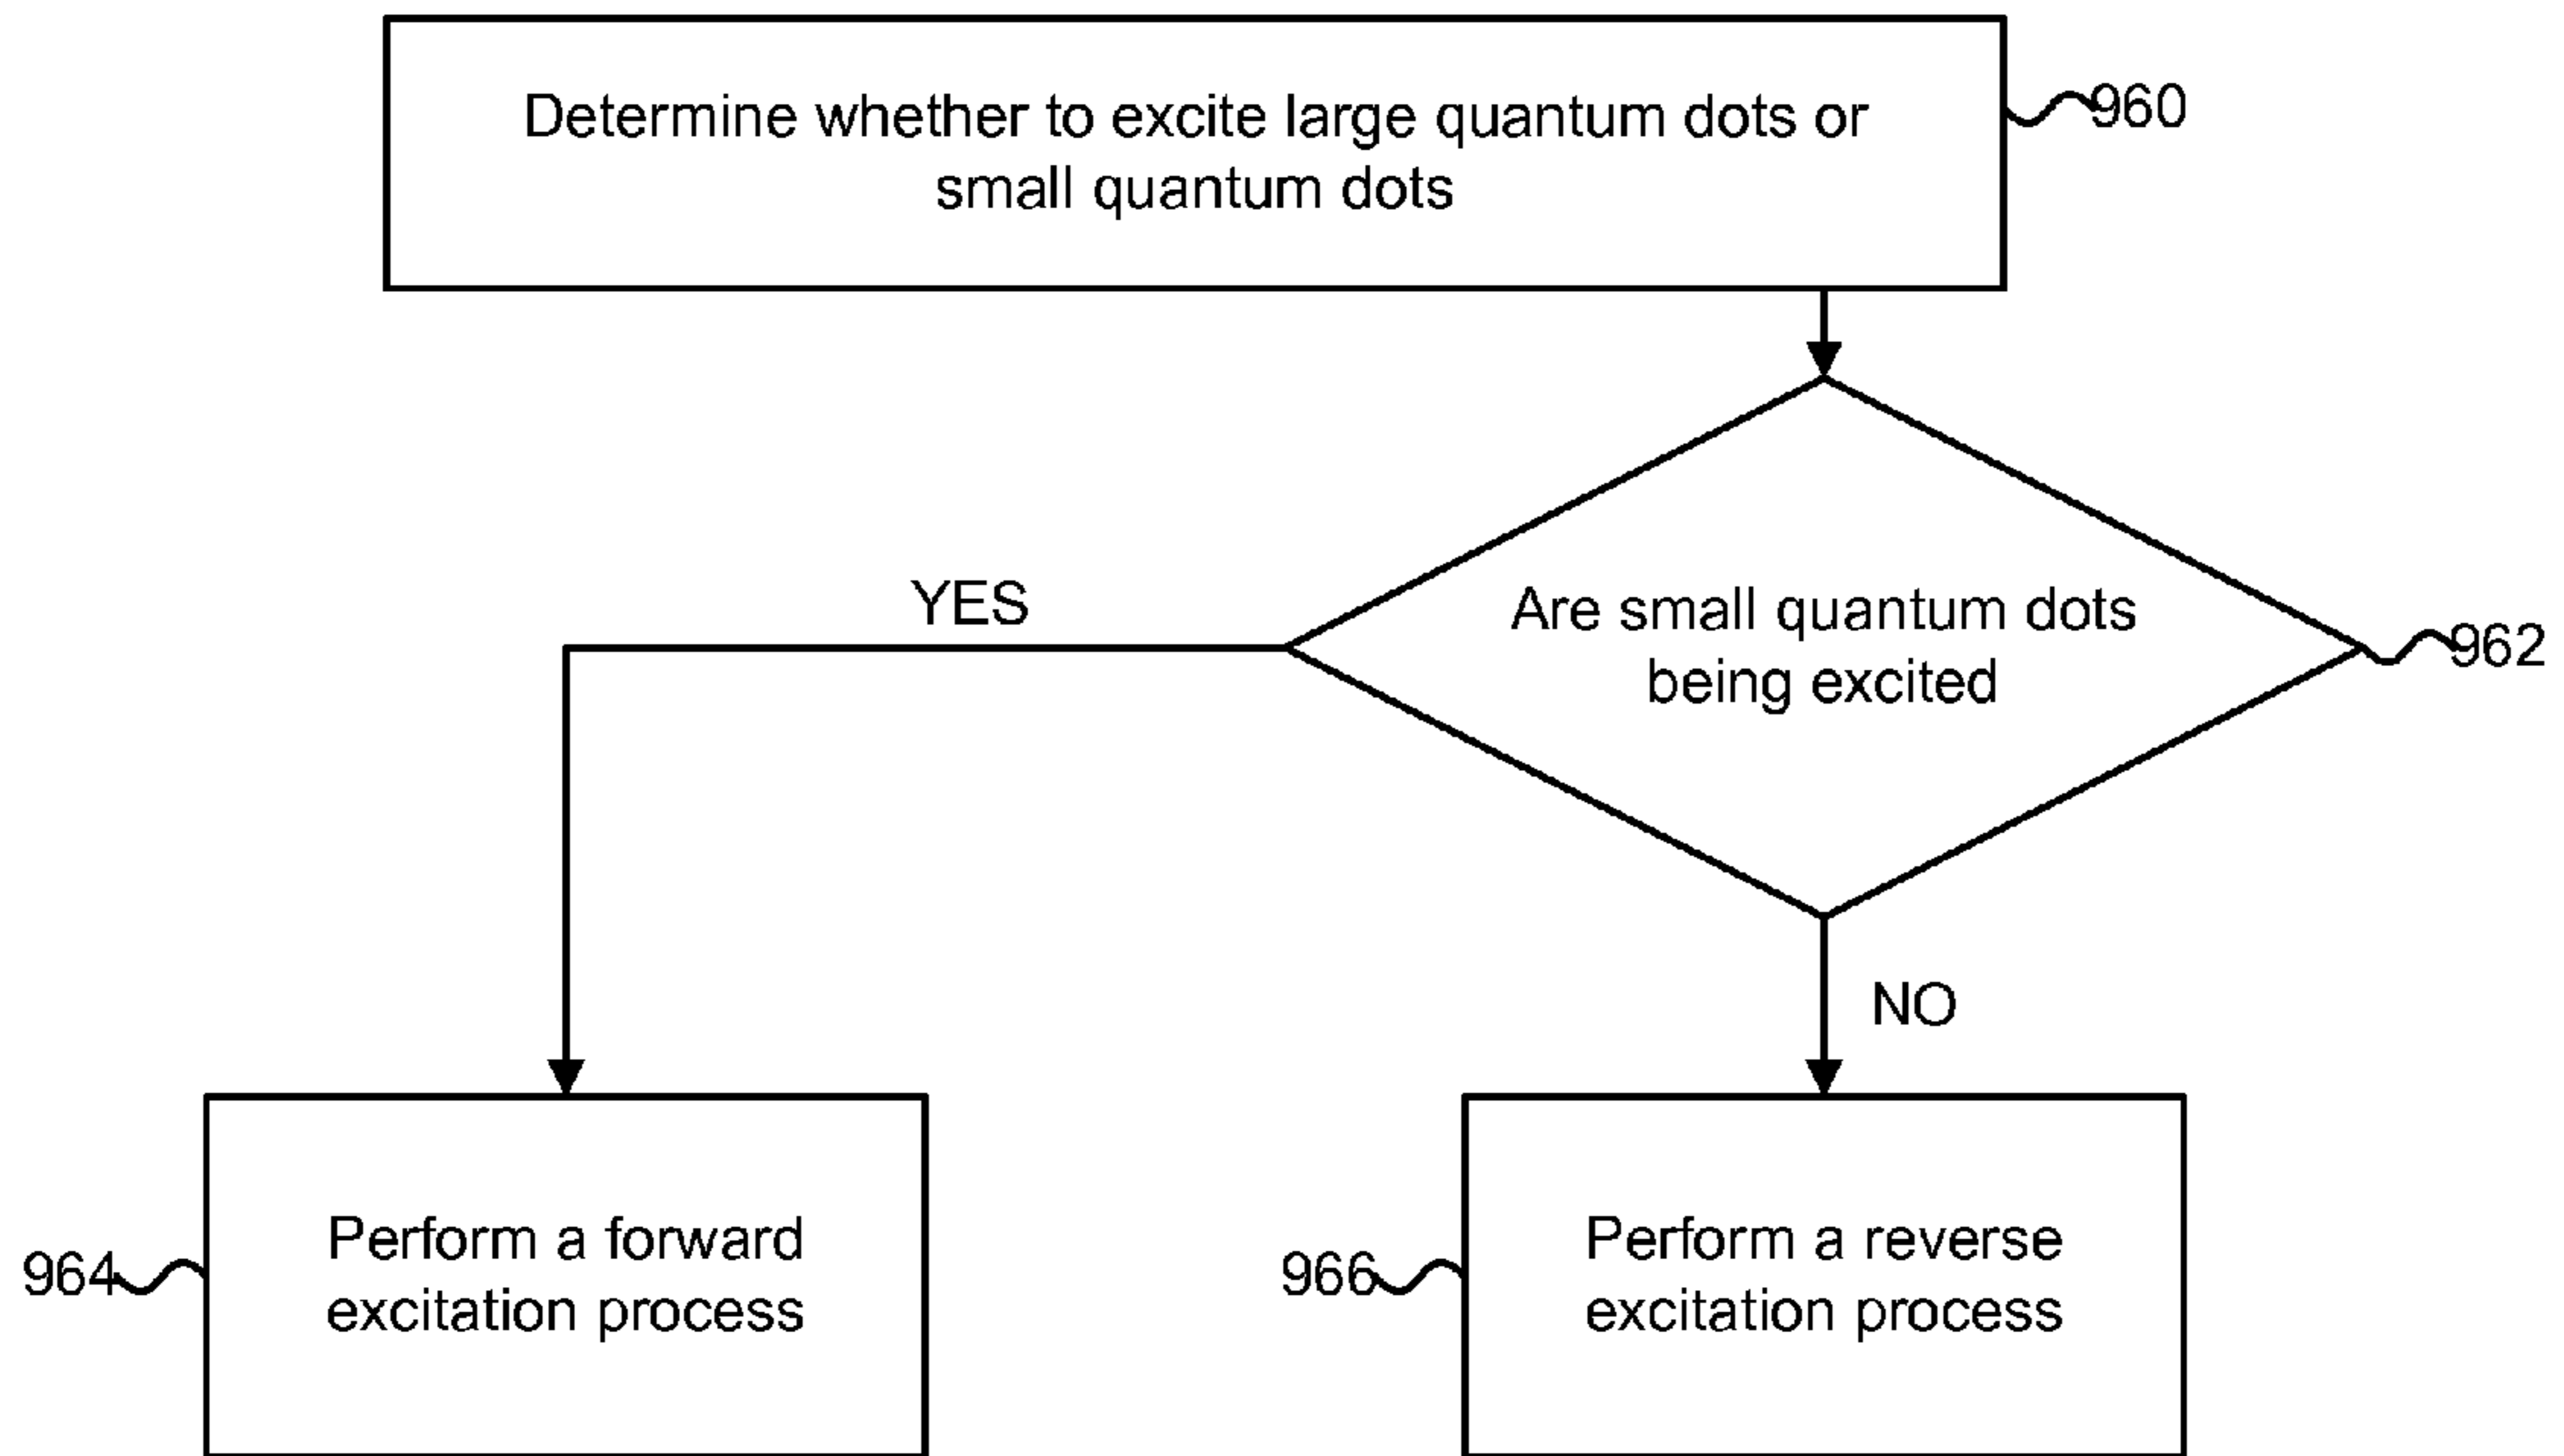 Determine whether to excite large quantum dots or
small quantum dots
960
YES
Are small quantum dots
being excited
962
NO
964
Perform a forward
excitation process
966
Perform a reverse
excitation process